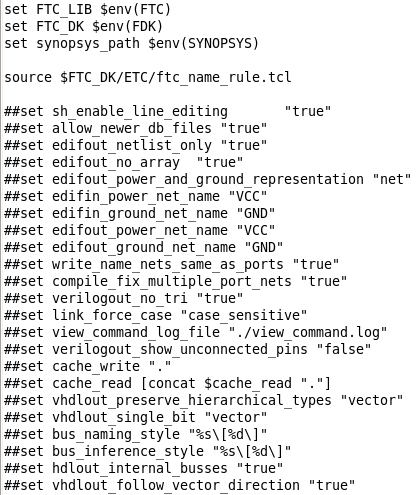 set FTC_LIB $env(FTC)
set FTC_DK $env(FDK)
set synopsys_path $env(SYNOPSYS)
source $FTC_DK/ETC/ftc_name_rule.tcl
##set sh_enable_line_editing "true"
##set allow_newer_db_files "true"
##set edifout_netlist_only "true"
##set edifout_no_array "true"
##set edifout_power_and_ground_representation "net"
##set edifin_power_net_name "VCC"
##set edifin_ground_net_name "GND"
##set edifout_power_net_name "VCC"
##set edifout_ground_net_name "GND"
##set write_name_nets_same_as_ports "true"
##set compile_fix_multiple_port_nets "true"
##set verilogout_no_tri "true"
##set link_force_case "case_sensitive"
##set view_command_log_file "./view_command.log"
##set verilogout_show_unconnected_pins "false"
##set cache_write "."
##set cache_read [concat $cache_read "."]
##set vhdlout_preserve_hierarchical_types "vector"
##set vhdlout_single_bit "vector"
##set bus_naming_style "%s\[%d\]"
##set bus_inference_style "%s\[%d\]"
##set hdlout_internal_busses "true"
##set vhdlout_follow_vector_direction "true"